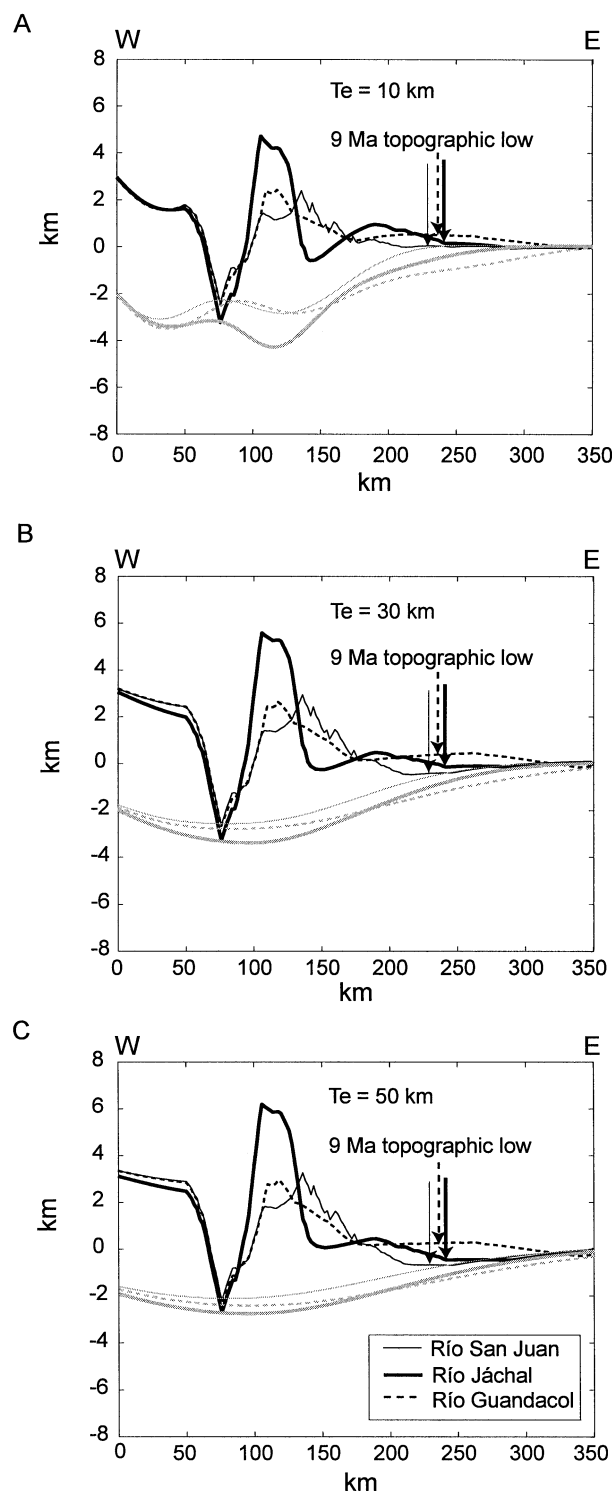 A
W E
8
6
4
2
0
-2
-4
-6
-8
km
Te = 10 km
9 Ma topographic low
0 50 100 150 200 250 300 350
km
B
W E
8
6
4
2
0
-2
-4
-6
-8
km
Te = 30 km
9 Ma topographic low
0 50 100 150 200 250 300 350
km
C
W E
8
6
4
2
0
-2
-4
-6
-8
km
Te = 50 km
9 Ma topographic low
Río San Juan
Río Jáchal
Río Guandacol
0 50 100 150 200 250 300 350
km